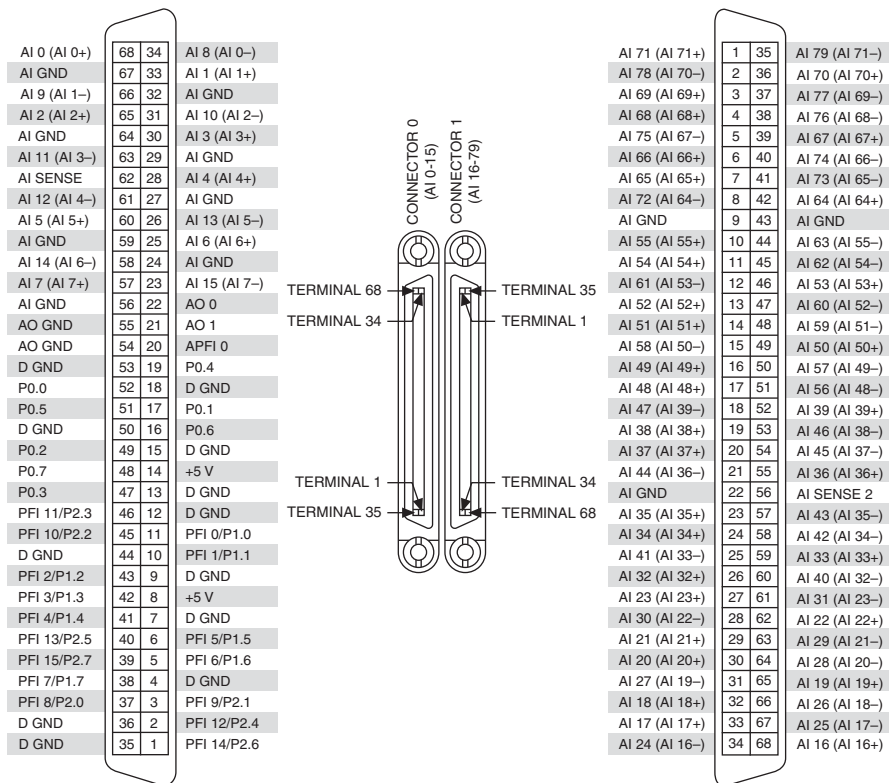 AI 0 (AI 0+) 68 34 AI 8 (AI 0–)
AI GND 67 33 AI 1 (AI 1+)
AI 9 (AI 1–) 66 32 AI GND
AI 2 (AI 2+) 65 31 AI 10 (AI 2–)
AI GND 64 30 AI 3 (AI 3+)
AI 11 (AI 3–) 63 29 AI GND
AI SENSE 62 28 AI 4 (AI 4+)
AI 12 (AI 4–) 61 27 AI GND
AI 5 (AI 5+) 60 26 AI 13 (AI 5–)
AI GND 59 25 AI 6 (AI 6+)
AI 14 (AI 6–) 58 24 AI GND
AI 7 (AI 7+) 57 23 AI 15 (AI 7–)
AI GND 56 22 AO 0
AO GND 55 21 AO 1
AO GND 54 20 APFI 0
D GND 53 19 P0.4
P0.0 52 18 D GND
P0.5 51 17 P0.1
D GND 50 16 P0.6
P0.2 49 15 D GND
P0.7 48 14 +5 V
P0.3 47 13 D GND
PFI 11/P2.3 46 12 D GND
PFI 10/P2.2 45 11 PFI 0/P1.0
D GND 44 10 PFI 1/P1.1
PFI 2/P1.2 43 9 D GND
PFI 3/P1.3 42 8 +5 V
PFI 4/P1.4 41 7 D GND
PFI 13/P2.5 40 6 PFI 5/P1.5
PFI 15/P2.7 39 5 PFI 6/P1.6
PFI 7/P1.7 38 4 D GND
PFI 8/P2.0 37 3 PFI 9/P2.1
D GND 36 2 PFI 12/P2.4
D GND 35 1 PFI 14/P2.6
CONNECTOR 0
(AI 0-15)
CONNECTOR 1
(AI 16-79)
TERMINAL 68
TERMINAL 35
TERMINAL 34
TERMINAL 1
TERMINAL 1
TERMINAL 34
TERMINAL 35
TERMINAL 68
AI 71 (AI 71+) 1 35 AI 79 (AI 71–)
AI 78 (AI 70–) 2 36 AI 70 (AI 70+)
AI 69 (AI 69+) 3 37 AI 77 (AI 69–)
AI 68 (AI 68+) 4 38 AI 76 (AI 68–)
AI 75 (AI 67–) 5 39 AI 67 (AI 67+)
AI 66 (AI 66+) 6 40 AI 74 (AI 66–)
AI 65 (AI 65+) 7 41 AI 73 (AI 65–)
AI 72 (AI 64–) 8 42 AI 64 (AI 64+)
AI GND 9 43 AI GND
AI 55 (AI 55+) 10 44 AI 63 (AI 55–)
AI 54 (AI 54+) 11 45 AI 62 (AI 54–)
AI 61 (AI 53–) 12 46 AI 53 (AI 53+)
AI 52 (AI 52+) 13 47 AI 60 (AI 52–)
AI 51 (AI 51+) 14 48 AI 59 (AI 51–)
AI 58 (AI 50–) 15 49 AI 50 (AI 50+)
AI 49 (AI 49+) 16 50 AI 57 (AI 49–)
AI 48 (AI 48+) 17 51 AI 56 (AI 48–)
AI 47 (AI 39–) 18 52 AI 39 (AI 39+)
AI 38 (AI 38+) 19 53 AI 46 (AI 38–)
AI 37 (AI 37+) 20 54 AI 45 (AI 37–)
AI 44 (AI 36–) 21 55 AI 36 (AI 36+)
AI GND 22 56 AI SENSE 2
AI 35 (AI 35+) 23 57 AI 43 (AI 35–)
AI 34 (AI 34+) 24 58 AI 42 (AI 34–)
AI 41 (AI 33–) 25 59 AI 33 (AI 33+)
AI 32 (AI 32+) 26 60 AI 40 (AI 32–)
AI 23 (AI 23+) 27 61 AI 31 (AI 23–)
AI 30 (AI 22–) 28 62 AI 22 (AI 22+)
AI 21 (AI 21+) 29 63 AI 29 (AI 21–)
AI 20 (AI 20+) 30 64 AI 28 (AI 20–)
AI 27 (AI 19–) 31 65 AI 19 (AI 19+)
AI 18 (AI 18+) 32 66 AI 26 (AI 18–)
AI 17 (AI 17+) 33 67 AI 25 (AI 17–)
AI 24 (AI 16–) 34 68 AI 16 (AI 16+)